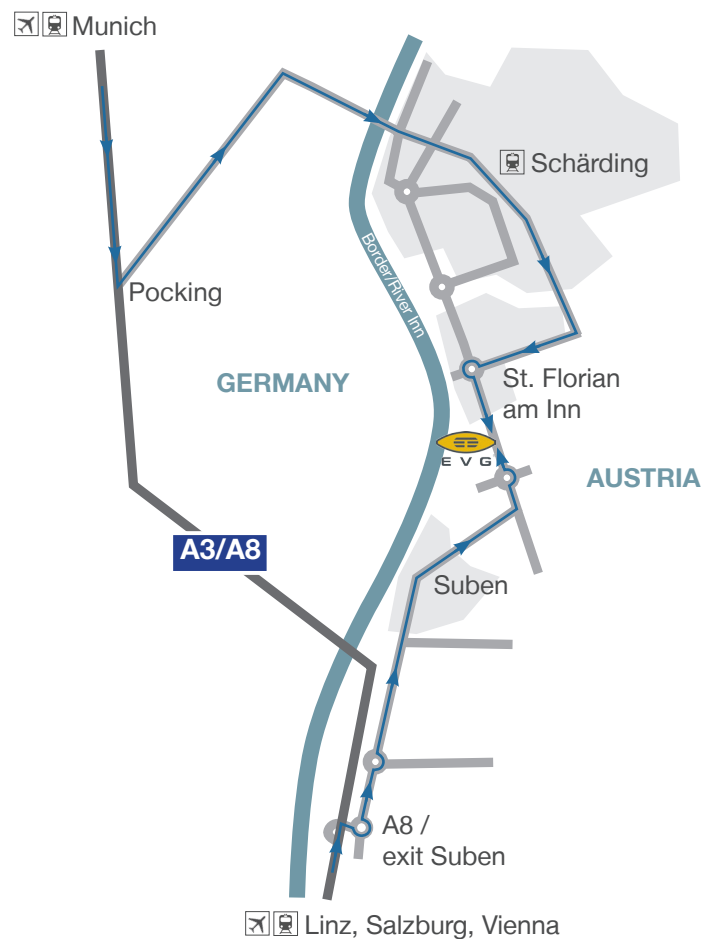 Munich
Schärding
Border/River Inn
Pocking
GERMANY
St. Florian
am Inn
E V G
AUSTRIA
A3/A8
Suben
A8 /
exit Suben
Linz, Salzburg, Vienna